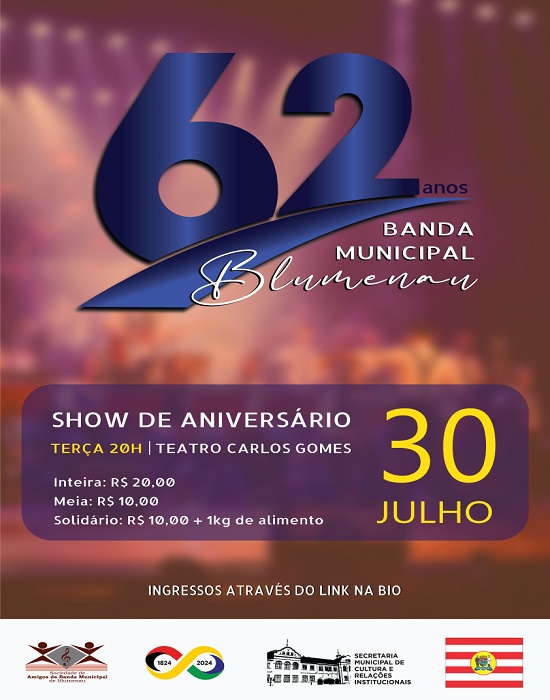 62
anos
BANDA
MUNICIPAL
Blumenau
SHOW DE ANIVERSÁRIO
TERÇA 20H | TEATRO CARLOS GOMES
Inteira: R$ 20,00
Meia: R$ 10,00
Solidário: R$ 10,00 + 1kg de alimento
30
JULHO
INGRESSOS ATRAVÉS DO LINK NA BIO
Sociedade
Amigos da Banda Municipal
de Blumenau
1824 2024
SECRETARIA
MUNICIPAL DE
CULTURA E
RELAÇÕES
INSTITUCIONAIS